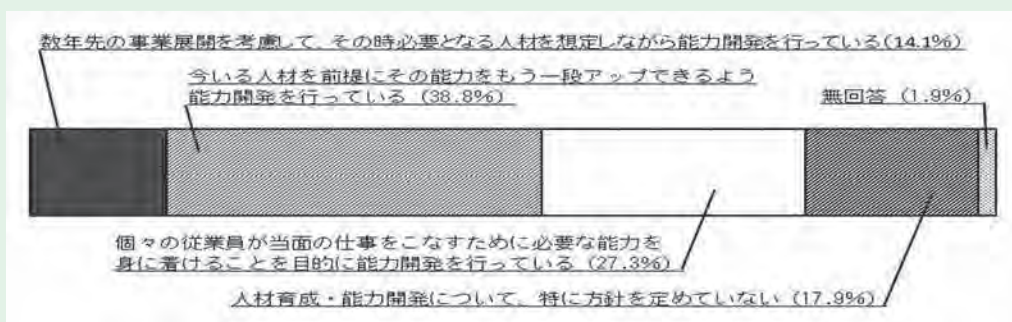 数年先の事業展開を考慮して、その時必要となる人材を想定しながら能力開発を行っている(14.1%)
今いる人材を前提にその能力をもう一段アップできるよう
能力開発を行っている (38.8%)
無回答 (1.9%)
個々の従業員が当面の仕事をこなすために必要な能力を
身に着けることを目的に能力開発を行っている (27.3%)
人材育成・能力開発について、特に方針を定めていない (17.9%)